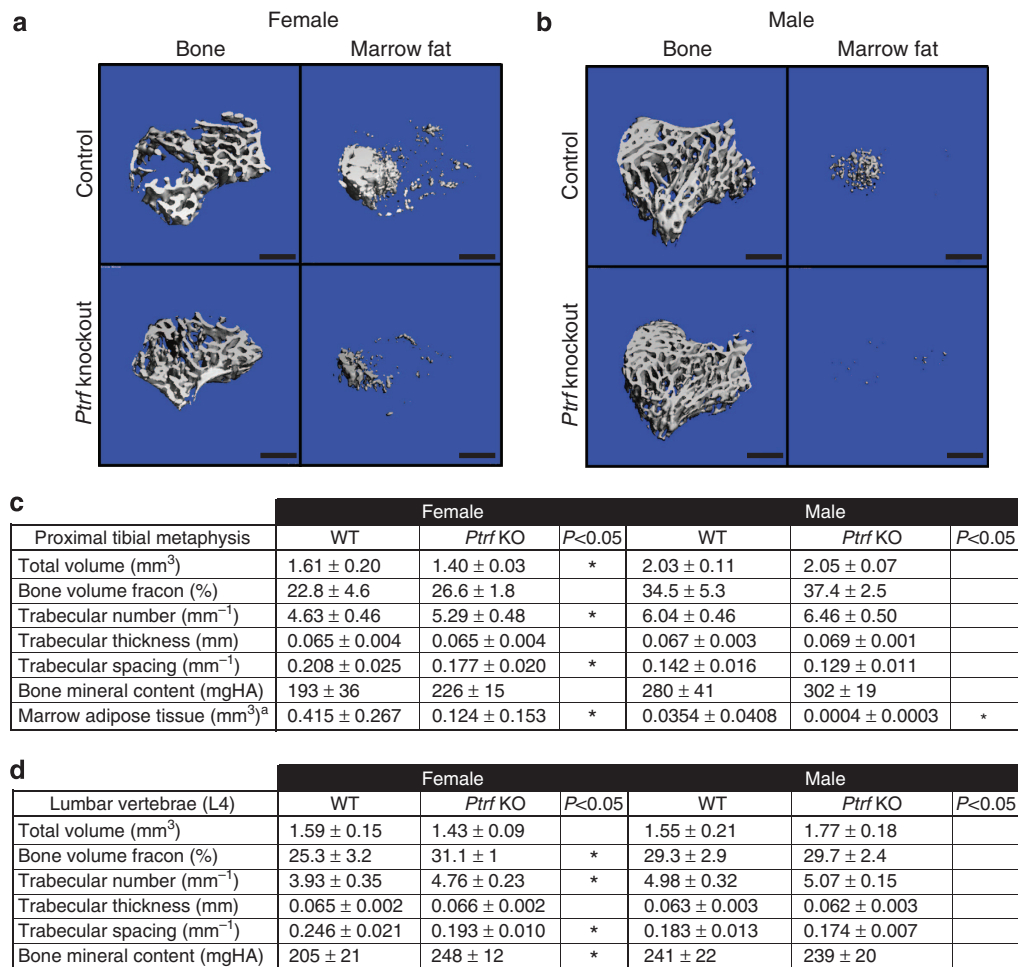 a
Female
Bone Marrow fat
Control
Ptrf knockout
b
Male
Bone Marrow fat
Control
Ptrf knockout
c
Female Male
Proximal tibial metaphysis WT Ptrf KO P<0.05 WT Ptrf KO P<0.05
Total volume (mm³) 1.61 ± 0.20 1.40 ± 0.03 * 2.03 ± 0.11 2.05 ± 0.07
Bone volume fracon (%) 22.8 ± 4.6 26.6 ± 1.8 34.5 ± 5.3 37.4 ± 2.5
Trabecular number (mm⁻¹) 4.63 ± 0.46 5.29 ± 0.48 * 6.04 ± 0.46 6.46 ± 0.50
Trabecular thickness (mm) 0.065 ± 0.004 0.065 ± 0.004 0.067 ± 0.003 0.069 ± 0.001
Trabecular spacing (mm⁻¹) 0.208 ± 0.025 0.177 ± 0.020 * 0.142 ± 0.016 0.129 ± 0.011
Bone mineral content (mgHA) 193 ± 36 226 ± 15 280 ± 41 302 ± 19
Marrow adipose tissue (mm³)ᵃ 0.415 ± 0.267 0.124 ± 0.153 * 0.0354 ± 0.0408 0.0004 ± 0.0003 *
d
Female Male
Lumbar vertebrae (L4) WT Ptrf KO P<0.05 WT Ptrf KO P<0.05
Total volume (mm³) 1.59 ± 0.15 1.43 ± 0.09 1.55 ± 0.21 1.77 ± 0.18
Bone volume fracon (%) 25.3 ± 3.2 31.1 ± 1 * 29.3 ± 2.9 29.7 ± 2.4
Trabecular number (mm⁻¹) 3.93 ± 0.35 4.76 ± 0.23 * 4.98 ± 0.32 5.07 ± 0.15
Trabecular thickness (mm) 0.065 ± 0.002 0.066 ± 0.002 0.063 ± 0.003 0.062 ± 0.003
Trabecular spacing (mm⁻¹) 0.246 ± 0.021 0.193 ± 0.010 * 0.183 ± 0.013 0.174 ± 0.007
Bone mineral content (mgHA) 205 ± 21 248 ± 12 * 241 ± 22 239 ± 20